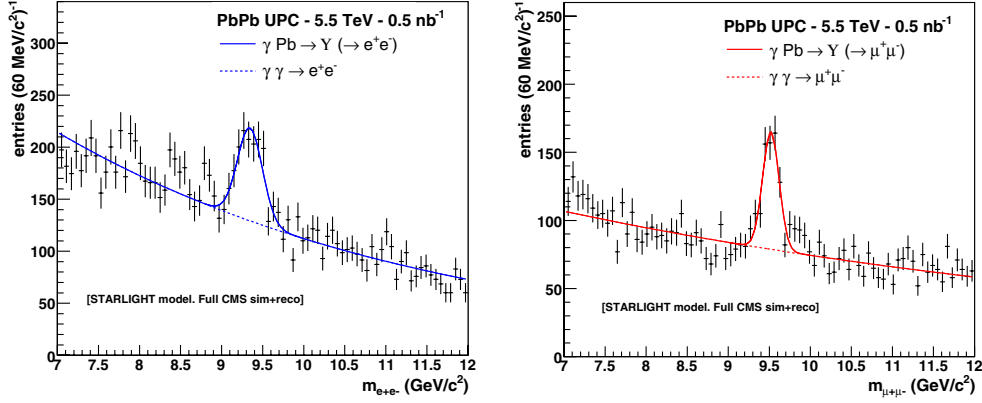 PbPb UPC - 5.5 TeV - 0.5 nb⁻¹
γ Pb → Υ (→ e⁺e⁻)
γ γ → e⁺e⁻
entries (60 MeV/c²)⁻¹
350
300
250
200
150
100
50
0
[STARLIGHT model. Full CMS sim+reco]
7 7.5 8 8.5 9 9.5 10 10.5 11 11.5 12
m e+e- (GeV/c²)
PbPb UPC - 5.5 TeV - 0.5 nb⁻¹
γ Pb → Υ (→ μ⁺μ⁻)
γ γ → μ⁺μ⁻
entries (60 MeV/c²)⁻¹
250
200
150
100
50
0
[STARLIGHT model. Full CMS sim+reco]
7 7.5 8 8.5 9 9.5 10 10.5 11 11.5 12
m μ+μ- (GeV/c²)